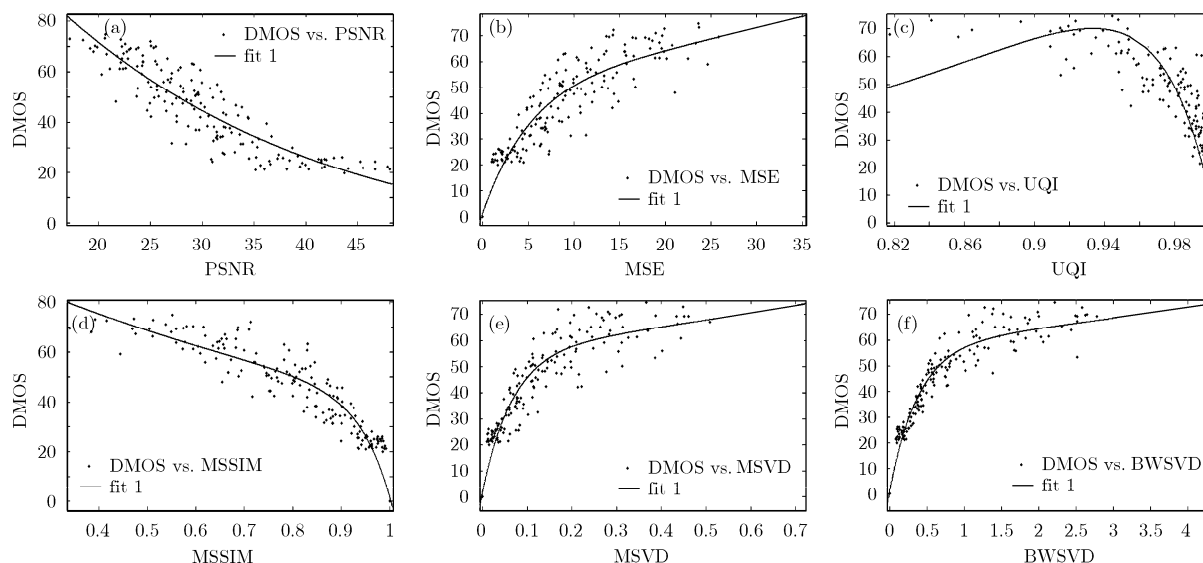 (a)
DMOS vs. PSNR
fit 1
80
60
40
20
0
DMOS
20 25 30 35 40 45
PSNR
(b)
70
60
50
40
30
20
10
0
DMOS
DMOS vs. MSE
fit 1
0 5 10 15 20 25 30 35
MSE
(c)
70
60
50
40
30
20
10
0
DMOS
DMOS vs. UQI
fit 1
0.82 0.86 0.9 0.94 0.98
UQI
(d)
80
60
40
20
0
DMOS
DMOS vs. MSSIM
fit 1
0.4 0.5 0.6 0.7 0.8 0.9 1
MSSIM
(e)
70
60
50
40
30
20
10
0
DMOS
DMOS vs. MSVD
fit 1
0 0.1 0.2 0.3 0.4 0.5 0.6 0.7
MSVD
(f)
70
60
50
40
30
20
10
0
DMOS
DMOS vs. BWSVD
fit 1
0 0.5 1 1.5 2 2.5 3 3.5 4
BWSVD